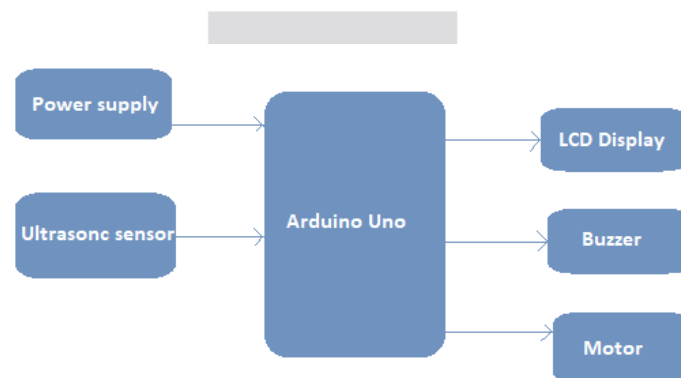 Power supply
Ultrasonc sensor
Arduino Uno
LCD Display
Buzzer
Motor